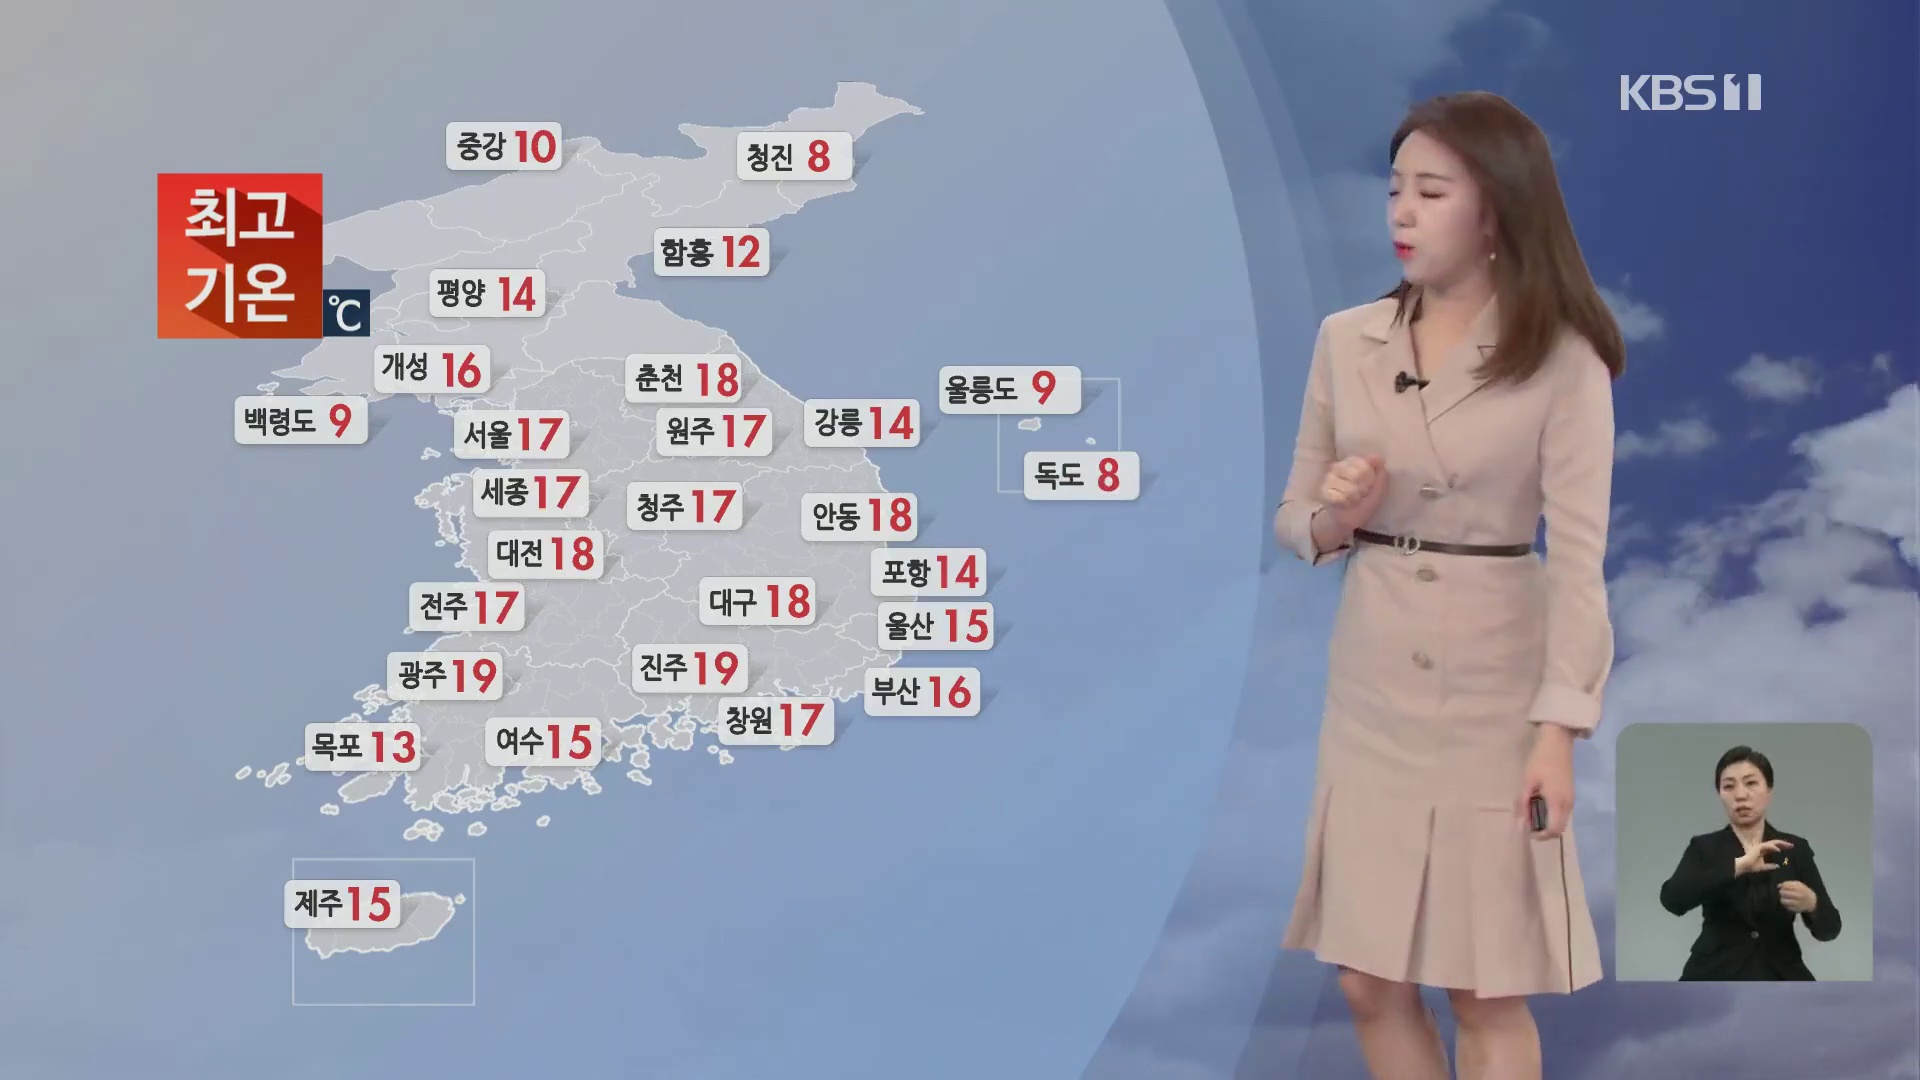 KBS 1
최고
기온
℃
중강 10
청진 8
함흥 12
평양 14
개성 16
춘천 18
백령도 9
서울 17
원주 17
강릉 14
울릉도 9
독도 8
세종 17
청주 17
안동 18
대전 18
포항 14
전주 17
대구 18
울산 15
광주 19
진주 19
부산 16
창원 17
목포 13
여수 15
제주 15